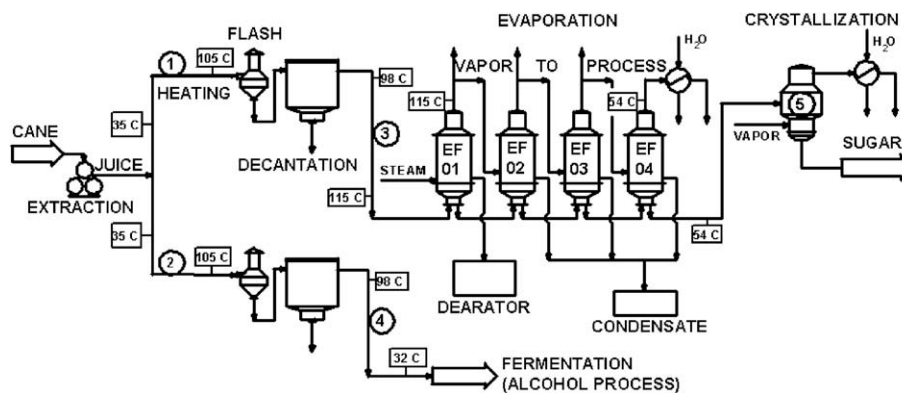 EVAPORATION
CRYSTALLIZATION
FLASH
H2O
H2O
1
105 C
VAPOR TO PROCESS
HEATING
98 C
115 C
54 C
5
35 C
3
CANE
DECANTATION
EF 01
EF 02
EF 03
EF 04
VAPOR
JUICE
STEAM
SUGAR
EXTRACTION
115 C
35 C
54 C
2
105 C
98 C
DEARATOR
CONDENSATE
4
32 C
FERMENTATION
(ALCOHOL PROCESS)